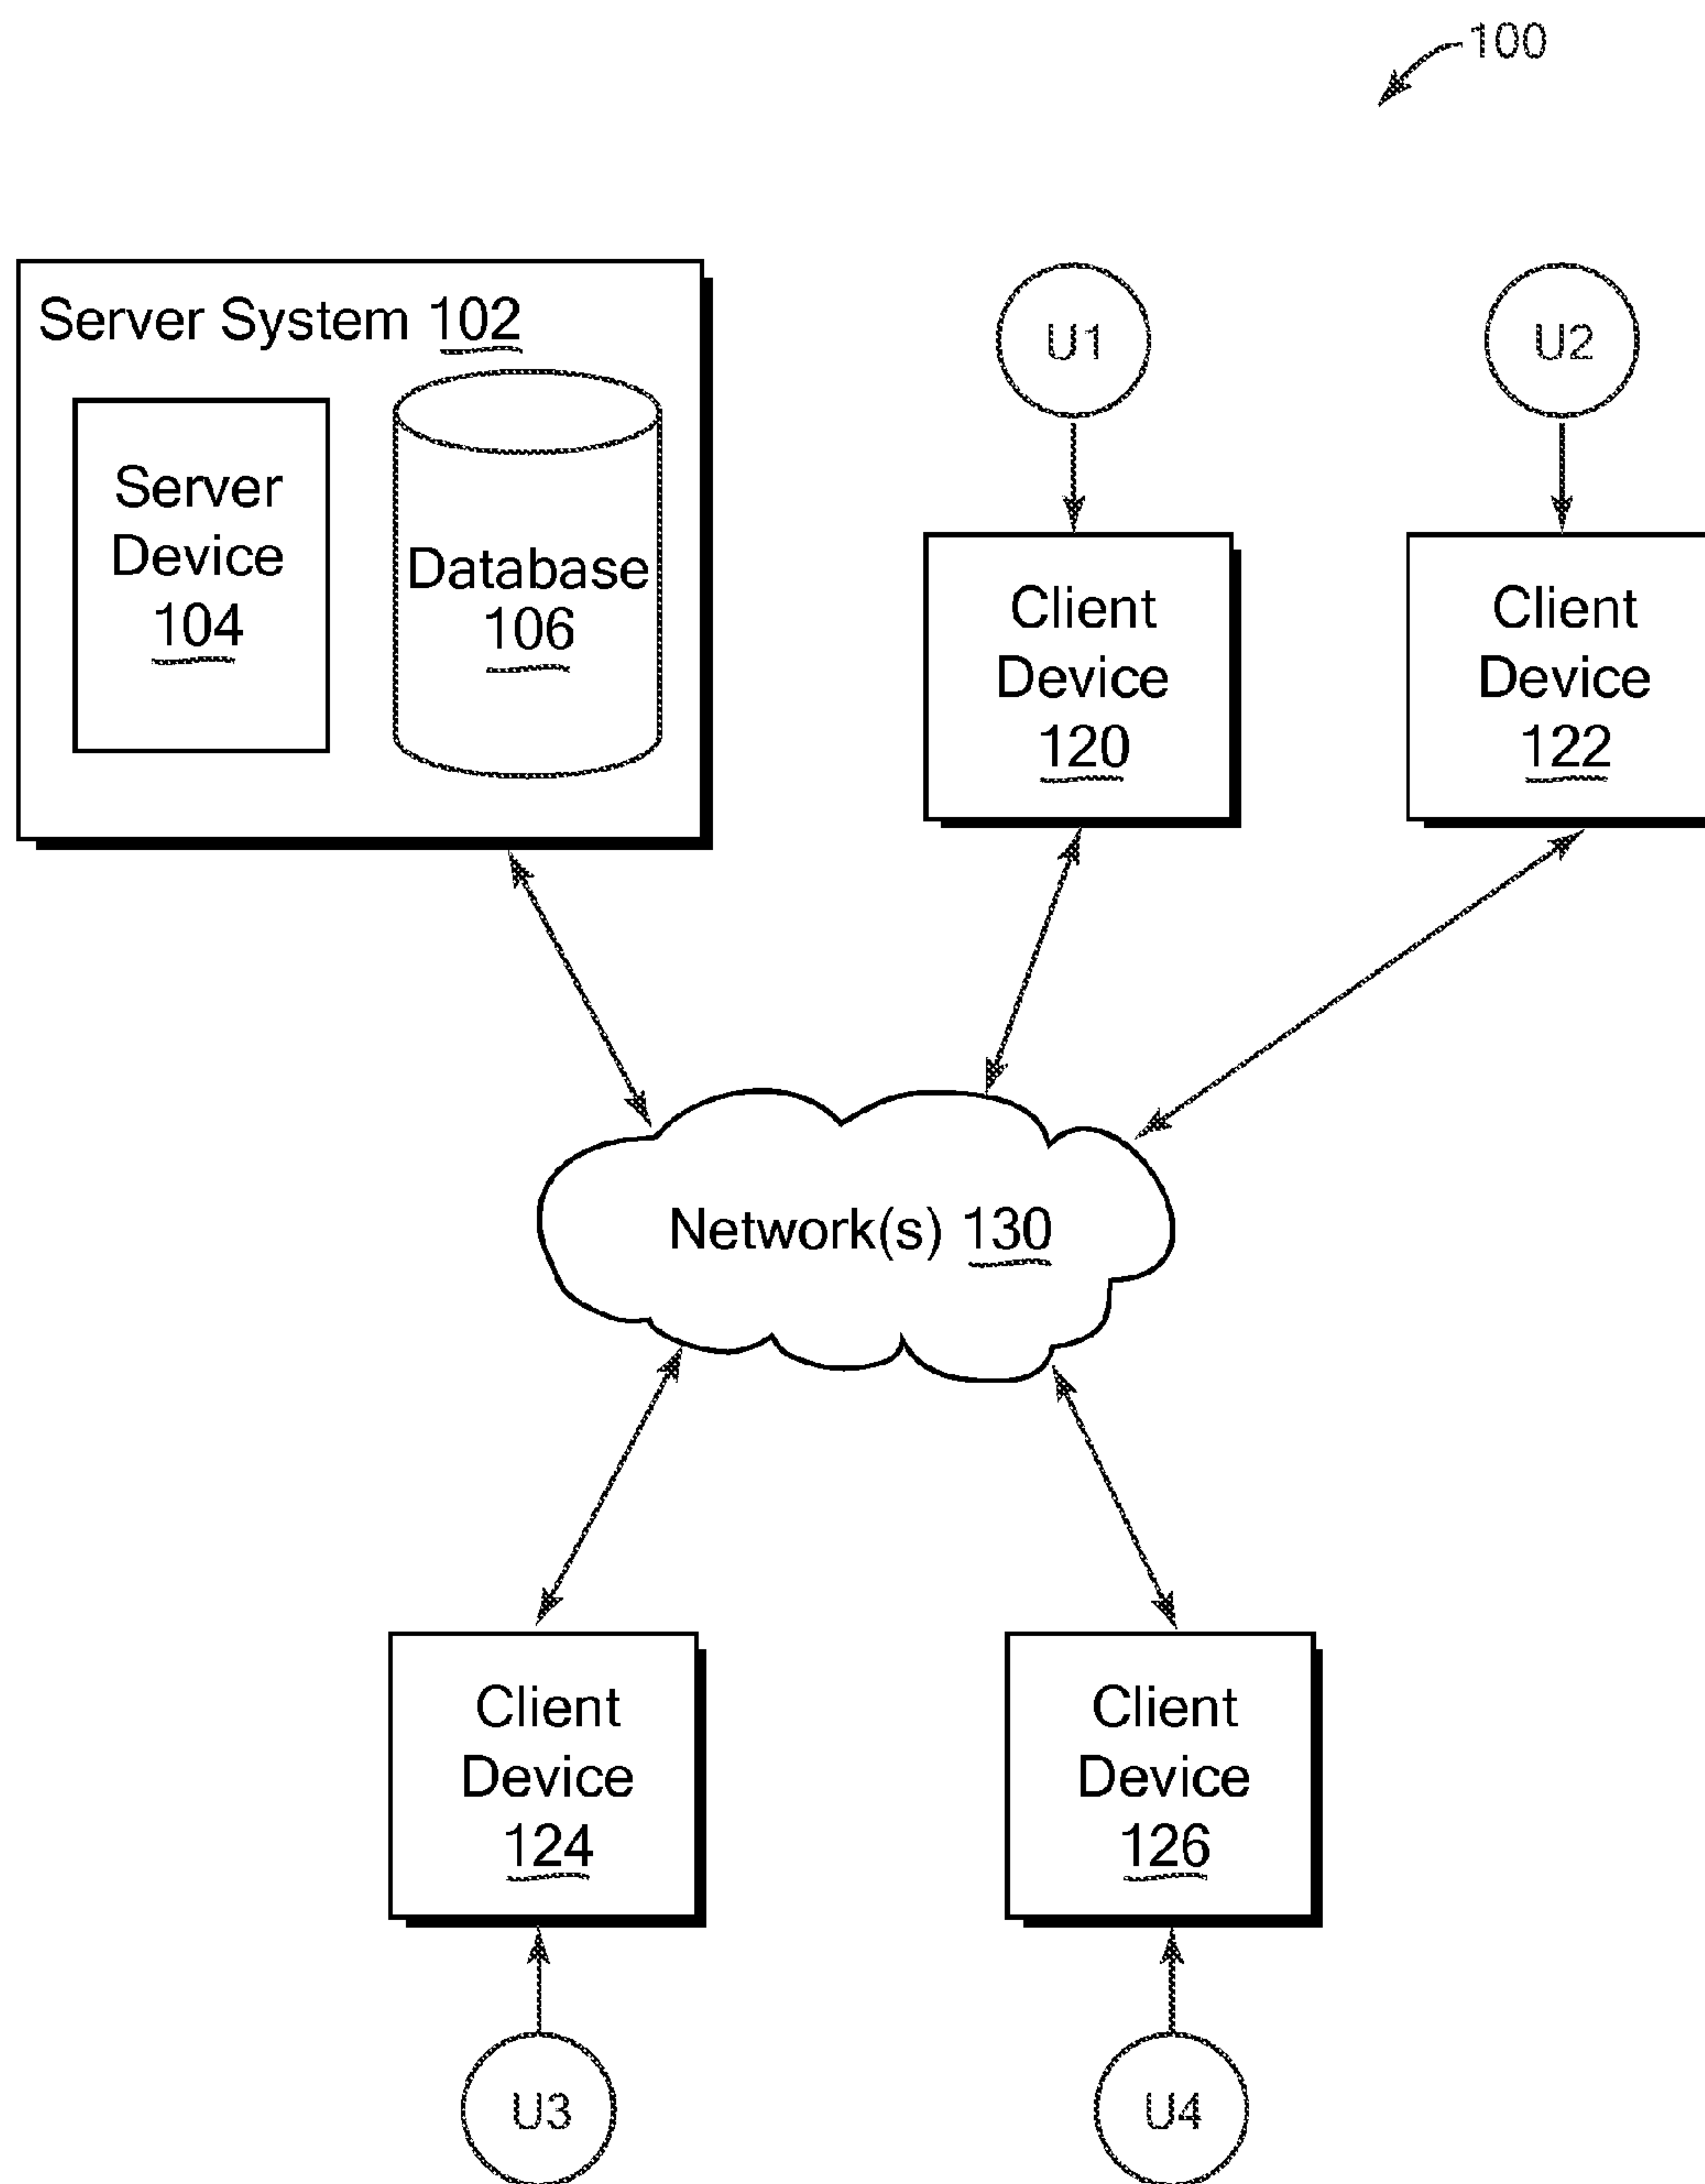 100
Server System 102
Server
Device
104
Database
106
U1
U2
Client
Device
120
Client
Device
122
Network(s) 130
Client
Device
124
Client
Device
126
U3
U4